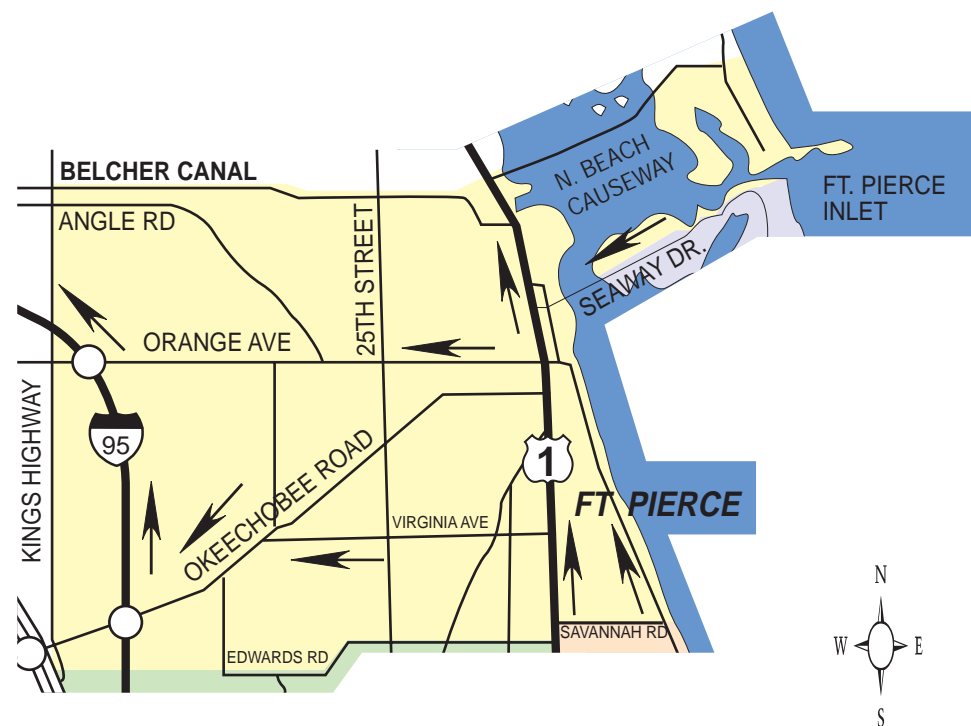 BELCHER CANAL
ANGLE RD
N. BEACH
CAUSEWAY
FT. PIERCE
INLET
25TH STREET
SEAWAY DR.
ORANGE AVE
KINGS HIGHWAY
95
OKEECHOBEE ROAD
1
FT PIERCE
VIRGINIA AVE
SAVANNAH RD
EDWARDS RD
N
W
E
S